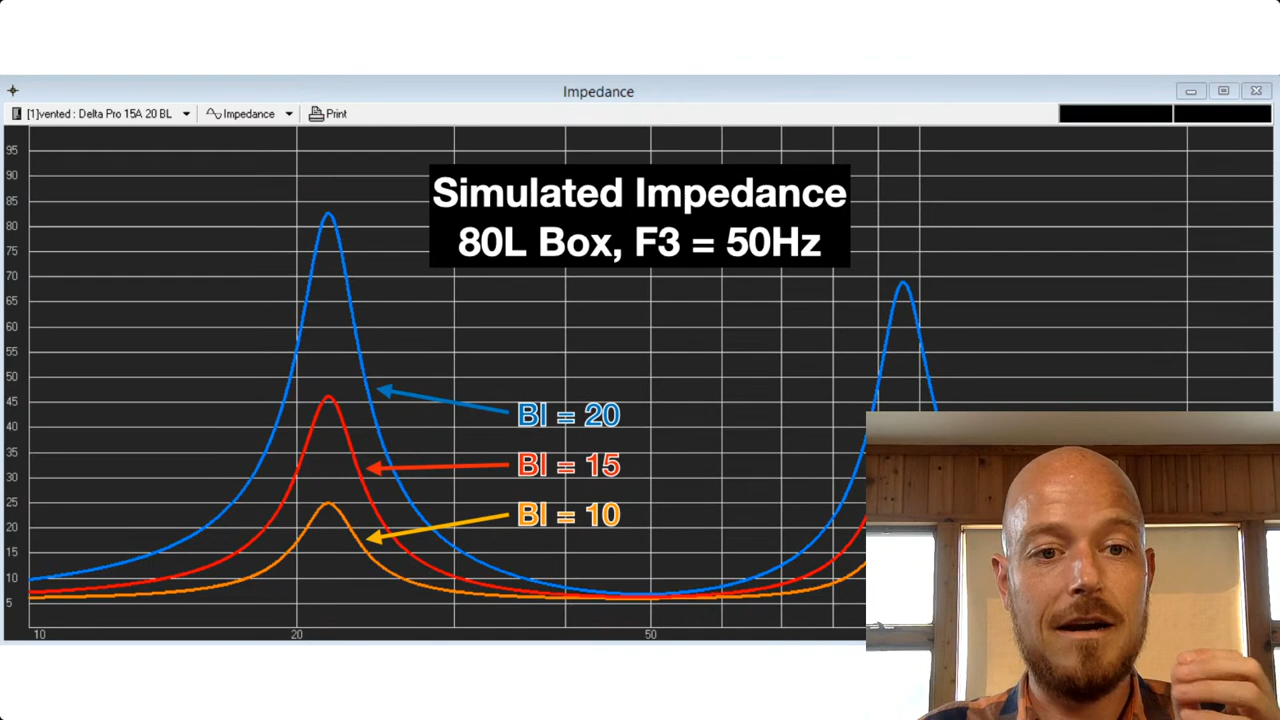 Impedance
[1]vented : Delta Pro 15A 20 BL Impedance Print
Simulated Impedance
80L Box, F3 = 50Hz
95
90
85
80
75
70
65
60
55
50
45
40
35
30
25
20
15
10
5
Bl = 20
Bl = 15
Bl = 10
10 20 50